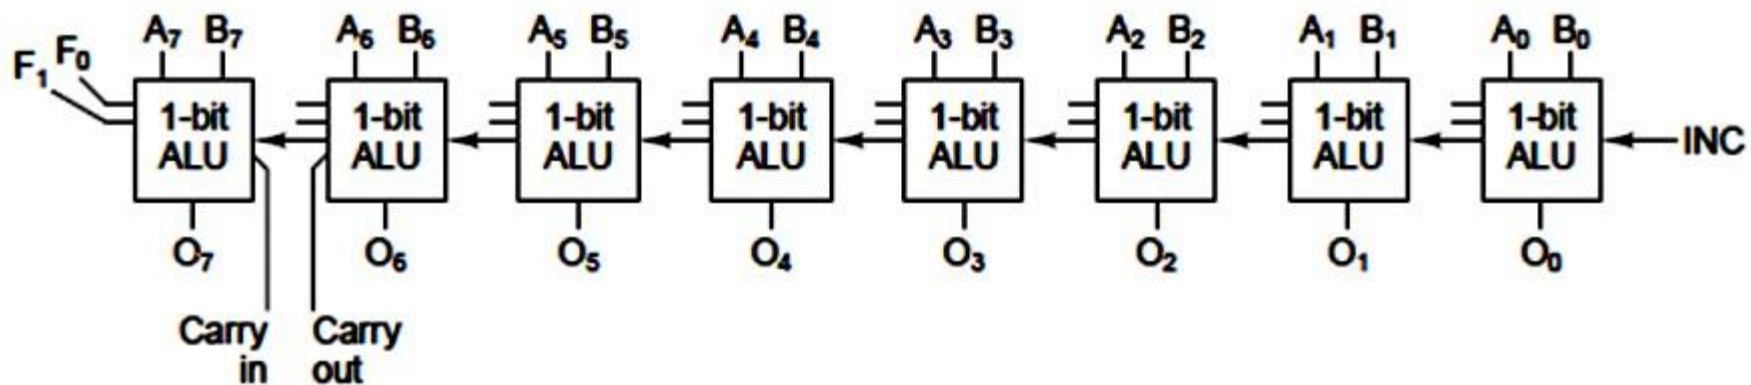 F₁ F₀ A₇ B₇ A₆ B₆ A₅ B₅ A₄ B₄ A₃ B₃ A₂ B₂ A₁ B₁ A₀ B₀
1-bit 1-bit 1-bit 1-bit 1-bit 1-bit 1-bit 1-bit
ALU ALU ALU ALU ALU ALU ALU ALU INC
O₇ O₆ O₅ O₄ O₃ O₂ O₁ O₀
Carry Carry
in out